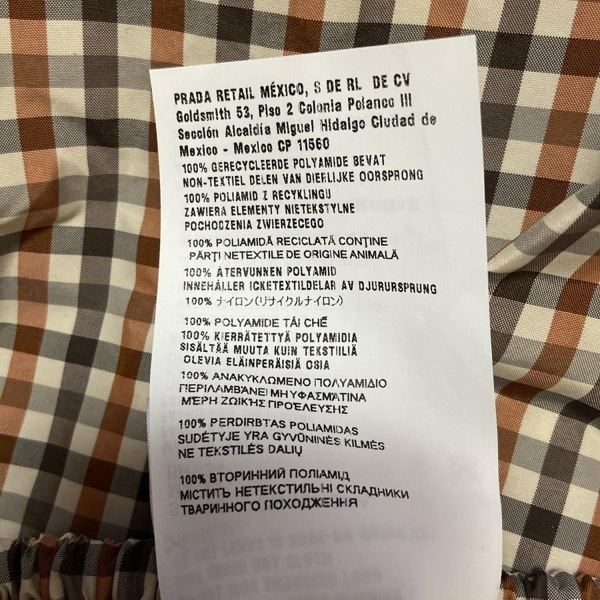 PRADA RETAIL MÉXICO, S DE RL DE CV
Goldsmith 53, Piso 2 Colonia Polanco III
Sección Alcaldía Miguel Hidalgo Ciudad de
Mexico - Mexico CP 11560
100% GERECYCLEERDE POLYAMIDE BEVAT
NON-TEXTIEL DELEN VAN DIERLIJKE OORSPRONG
100% POLIAMID Z RECYKLINGU
ZAWIERA ELEMENTY NIETEKSTYLNE
POCHODZENIA ZWIERZECEGO
100% POLIAMIDĂ RECICLATĂ CONȚINE
PĂRȚI NETEXTILE DE ORIGINE ANIMALĂ
100% ÅTERVUNNEN POLYAMID
INNEHÅLLER ICKETEXTILDELAR AV DJURURSPRUNG
100% ナイロン(リサイクルナイロン)
100% POLYAMIDE TÁI CHẾ
100% KIERRÄTETTYÄ POLYAMIDIA
SISÄLTÄÄ MUUTA KUIN TEKSTIILIÄ
OLEVIA ELÄINPERÄISIÄ OSIA
100% ΑΝΑΚΥΚΛΩΜΕΝΟ ΠΟΛΥΑΜΙΔΙΟ
ΠΕΡΙΛΑΜΒΑΝΕΙ ΜΗ ΥΦΑΣΜΑΤΙΝΑ
ΜΈΡΗ ΖΩΙΚΉΣ ΠΡΟΈΛΕΥΣΗΣ
100% PERDIRBTAS POLIAMIDAS
SUDĖTYJE YRA GYVŪNINĖS KILMĖS
NE TEKSTILĖS DALIŲ
100% ВТОРИННИЙ ПОЛІАМІД
МІСТИТЬ НЕТЕКСТИЛЬНІ СКЛАДНИКИ
ТВАРИННОГО ПОХОДЖЕННЯ